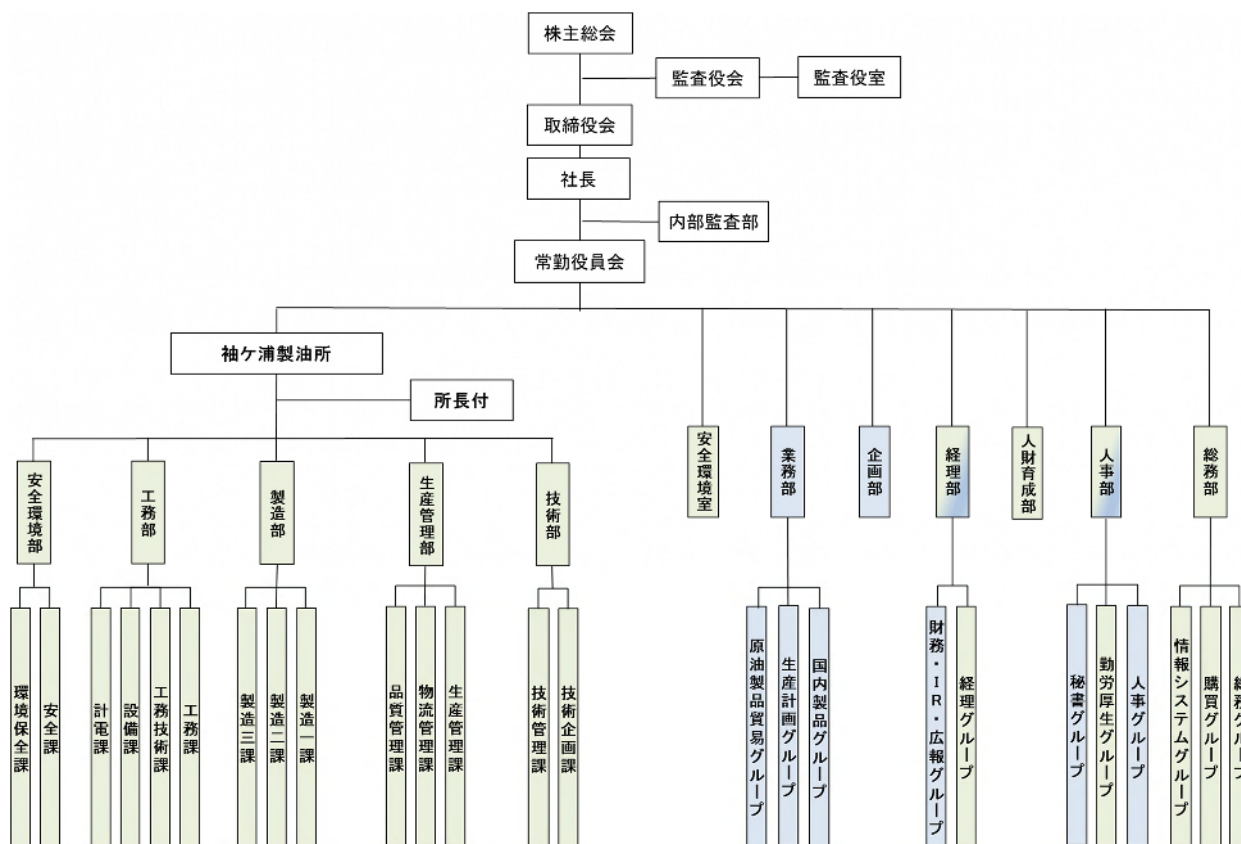 株主総会
監査役会
監査役室
取締役会
社長
内部監査部
常勤役員会
袖ケ浦製油所
所長付
安全環境部
工務部
製造部
生産管理部
技術部
安全環境室
業務部
企画部
経理部
人財育成部
人事部
総務部
環境保全課
安全課
計電課
設備課
工務技術課
工務課
製造三課
製造二課
製造一課
品質管理課
物流管理課
生産管理課
技術管理課
技術企画課
原油製品貿易グループ
生産計画グループ
国内製品グループ
財務・IR・広報グループ
経理グループ
秘書グループ
勤労厚生グループ
人事グループ
情報システムグループ
購買グループ
総務グループ